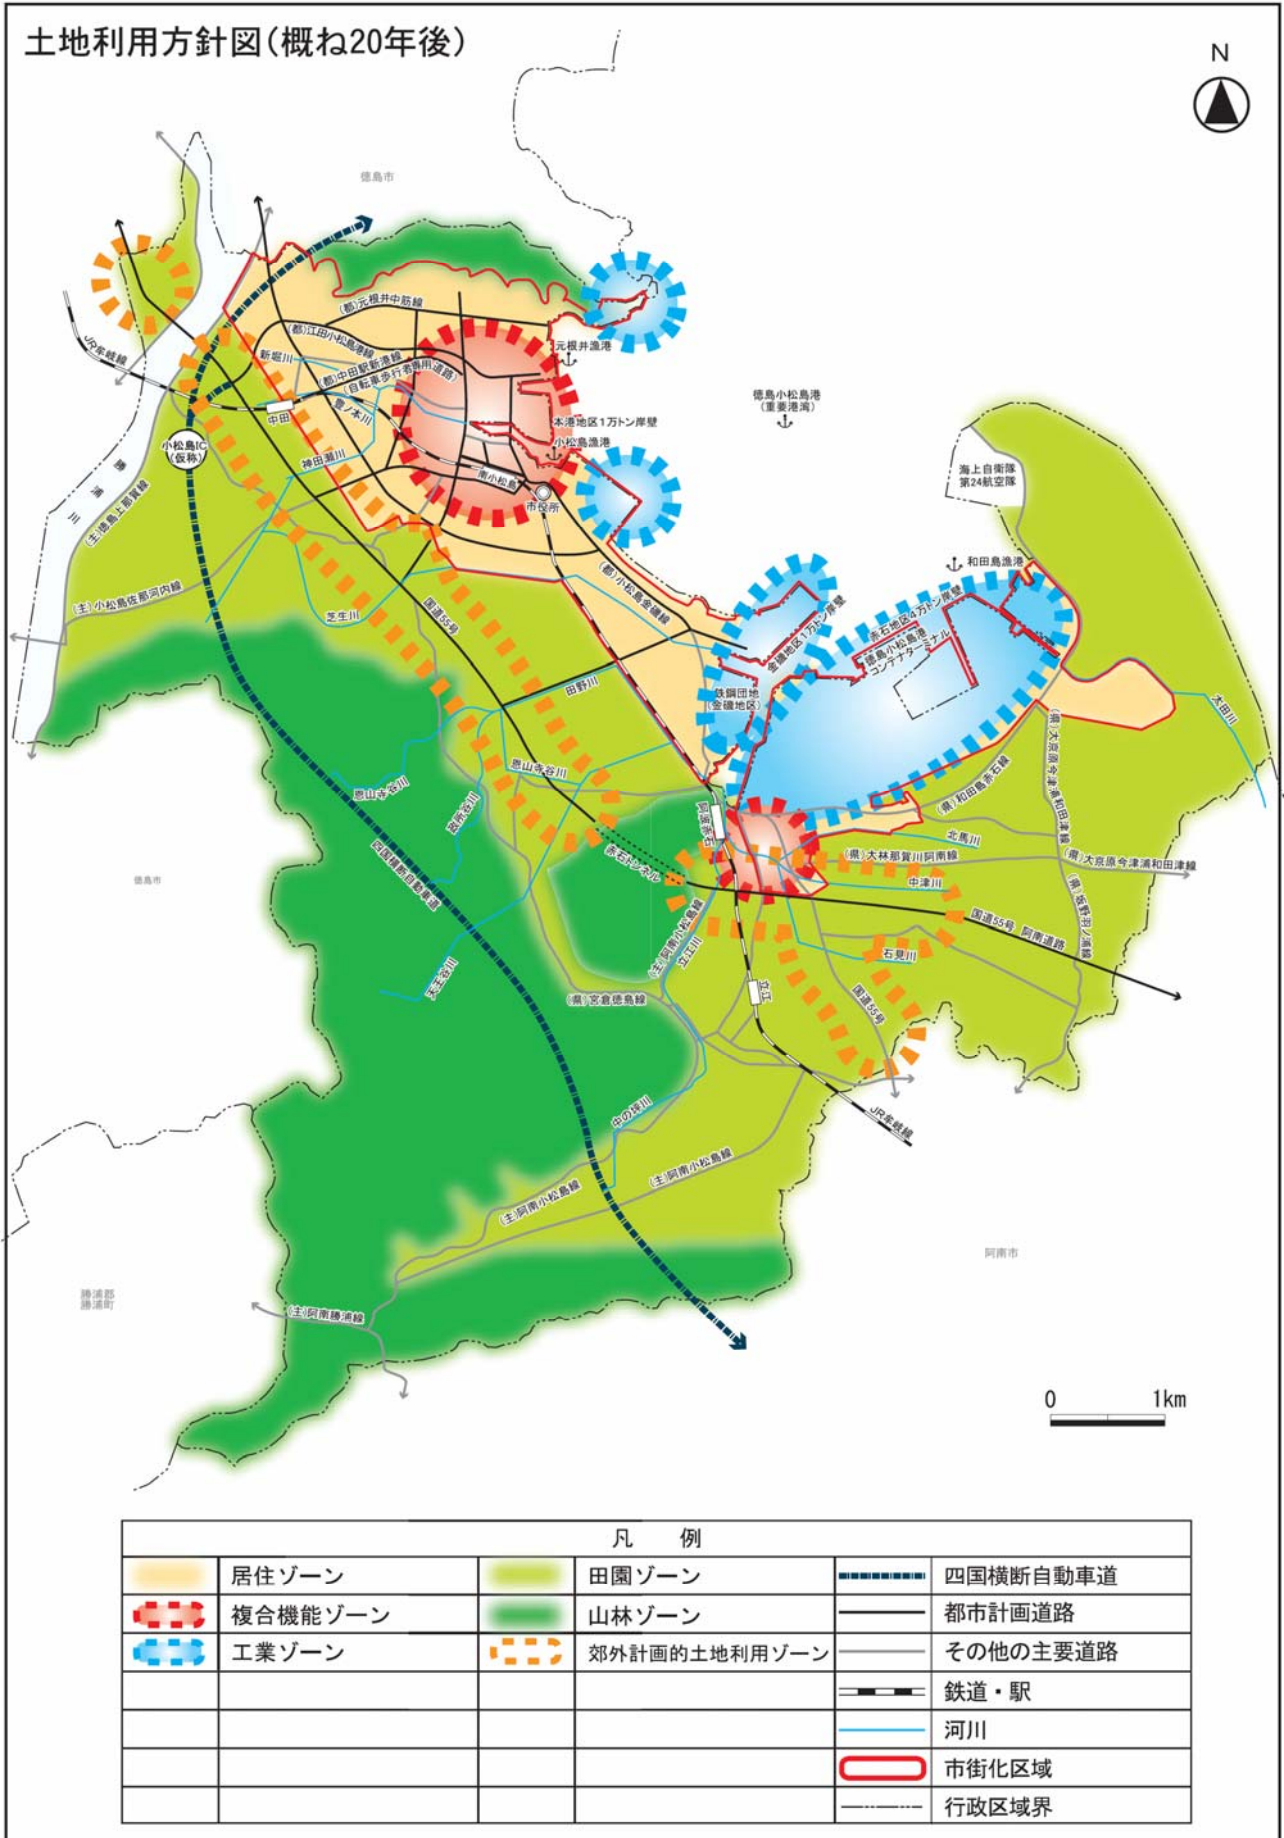 土地利用方針図(概ね20年後)
N
徳島市
(都)元根井中筋線
(都)江田小松島港線
新堀川
(都)中田駅新港線
(自転車歩行者専用道路)
元根井漁港
JR牟岐線
徳島小松島港
(重要港湾)
中田
本港地区1万トン岸壁
小松島漁港
小松島IC
(仮称)
神田瀬川
南小松島
市役所
海上自衛隊
第24航空隊
勝浦川
(主)徳島上那賀線
和田島漁港
(主)小松島佐那河内線
芝生川
国道55号
(都)小松島金磯線
金磯地区1万トン岸壁
赤石地区4万トン岸壁
徳島小松島港
コンテナターミナル
田野川
鉄鋼団地
(金磯地区)
太田川
恩山寺谷川
恩山寺谷川
(県)大京原今津浦和田津線
(県)和田島赤石線
阿波赤石
北馬川
四国横断自動車道
赤石トンネル
(県)大林那賀川阿南線
(県)大京原今津浦和田津線
徳島市
中津川
(県)坂野羽ノ浦線
国道55号 阿南道路
(主)阿南小松島線
立江川
石見川
天王谷川
立江
国道55号
(県)宮倉徳島線
中の坪川
JR牟岐線
(主)阿南小松島線
(主)阿南小松島線
阿南市
勝浦郡
勝浦町
(主)阿南勝浦線
0 1km
凡 例
居住ゾーン 田園ゾーン 四国横断自動車道
複合機能ゾーン 山林ゾーン 都市計画道路
工業ゾーン 郊外計画的土地利用ゾーン その他の主要道路
鉄道・駅
河川
市街化区域
行政区域界